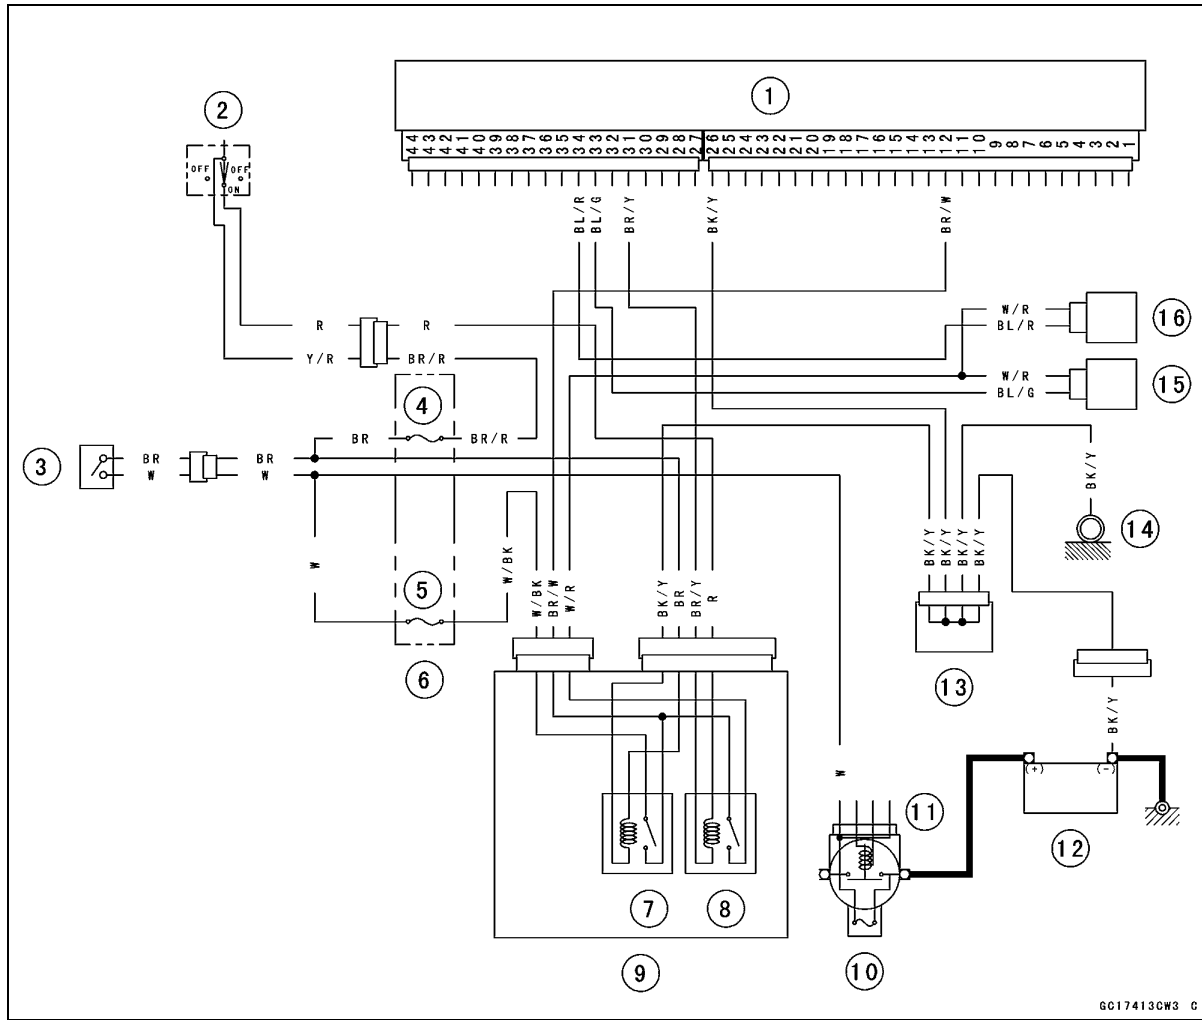 1
44 43 42 41 40 39 38 37 36 35 34 33 32 31 30 29 28 27 26 25 24 23 22 21 20 19 18 17 16 15 14 13 12 11 10 9 8 7 6 5 4 3 2 1
2
OFF OFF
ON
BL/R BL/G BR/Y BK/Y BR/W
R R
Y/R BR/R
W/R
BL/R
16
W/R
BL/G
15
4
BR BR/R
3
BR BR
W W
BK/Y
14
W
W/BK
5
6
W/BK BR/W W/R BK/Y BR BR/Y R
BK/Y BK/Y BK/Y BK/Y
13
BK/Y
W
(+) (-)
11
12
7 8
9
10
GC17413CW3 C